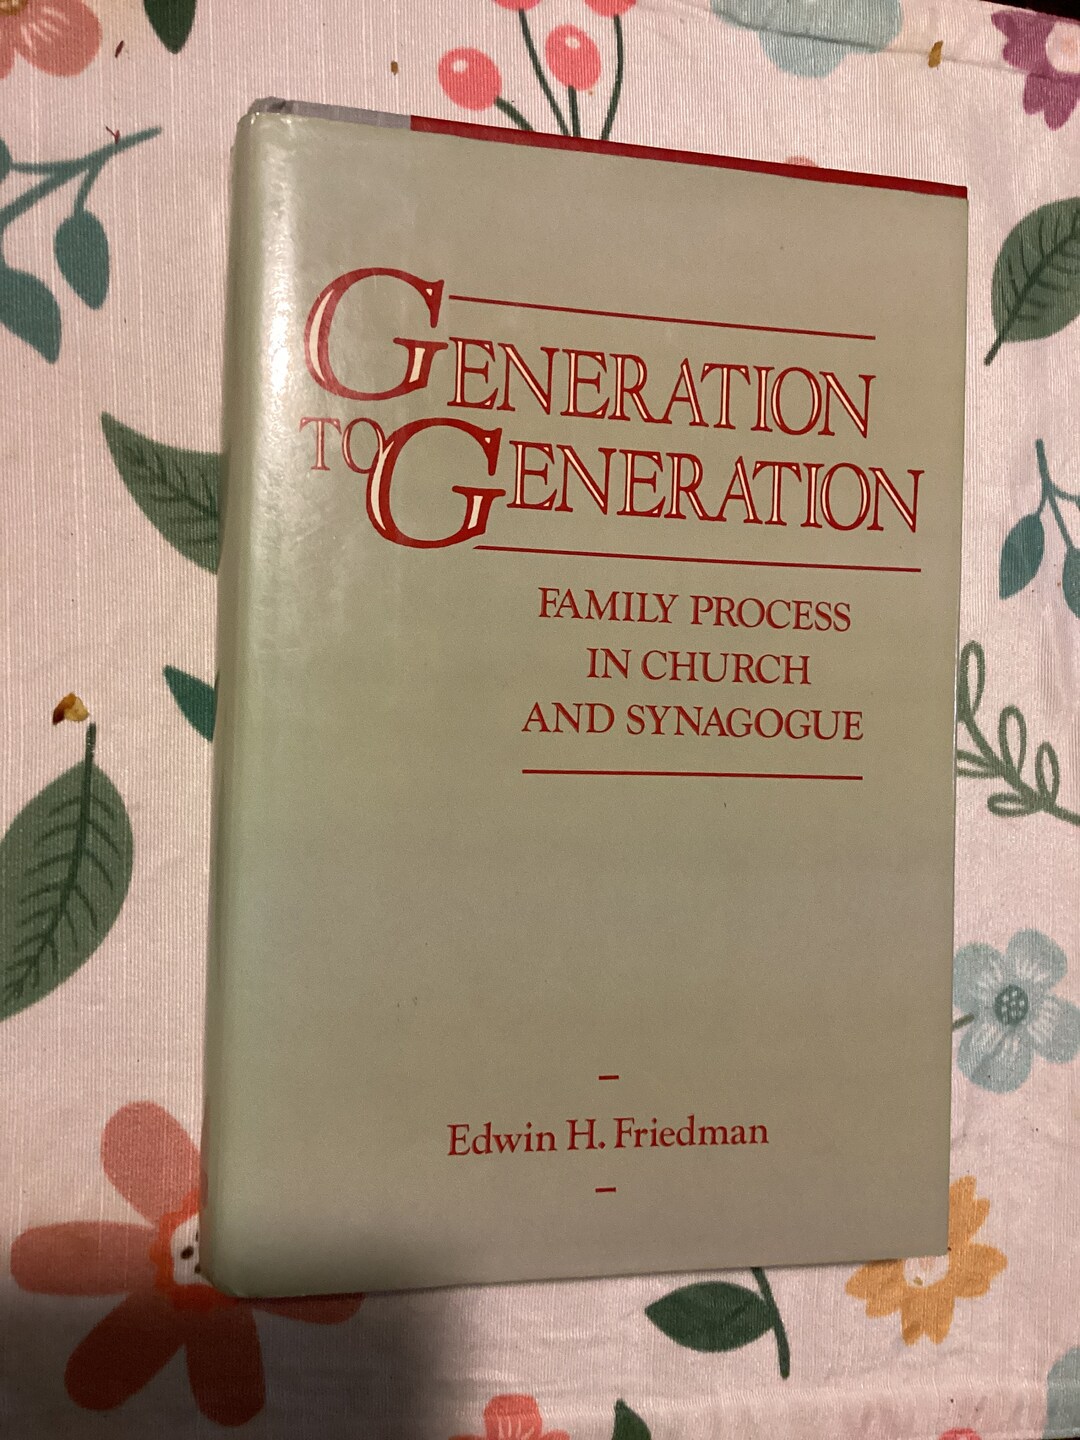 GENERATION
TO GENERATION
FAMILY PROCESS
IN CHURCH
AND SYNAGOGUE
Edwin H. Friedman